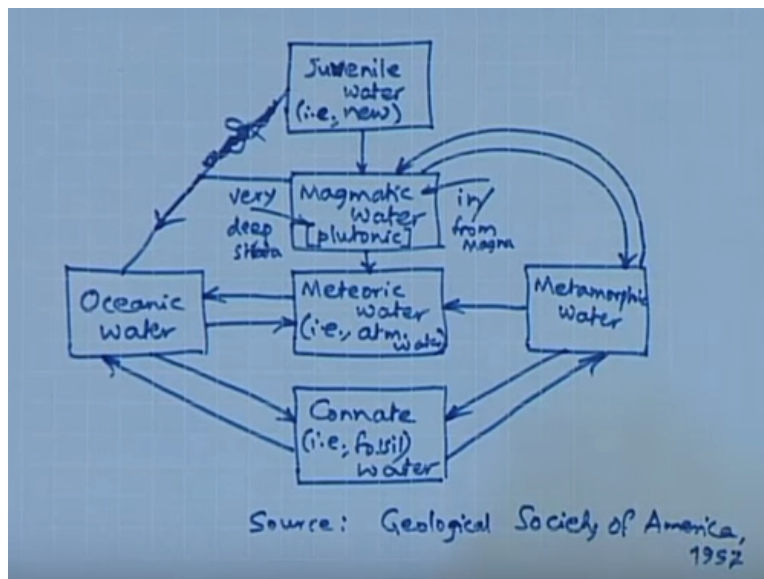 Juvenile
water
(i.e., new)
Magmatic
water
[plutonic]
very
deep
strata
in/
from
Magma
Oceanic
water
Meteoric
water
(i.e., atm. water)
Metamorphic
water
Connate
(i.e., fossil)
water
Source: Geological Society of America,
1957